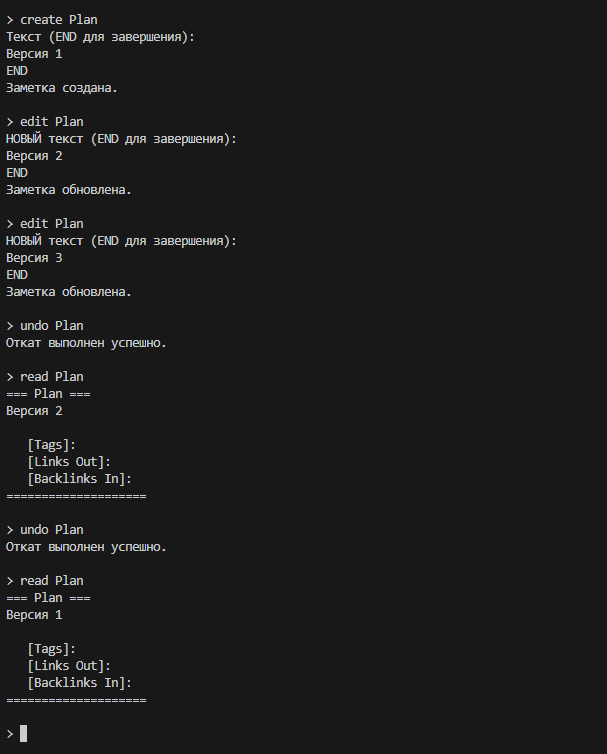 > create Plan
Текст (END для завершения):
Версия 1
END
Заметка создана.
> edit Plan
НОВЫЙ текст (END для завершения):
Версия 2
END
Заметка обновлена.
> edit Plan
НОВЫЙ текст (END для завершения):
Версия 3
END
Заметка обновлена.
> undo Plan
Откат выполнен успешно.
> read Plan
=== Plan ===
Версия 2
[Tags]:
[Links Out]:
[Backlinks In]:
====================
> undo Plan
Откат выполнен успешно.
> read Plan
=== Plan ===
Версия 1
[Tags]:
[Links Out]:
[Backlinks In]:
====================
>